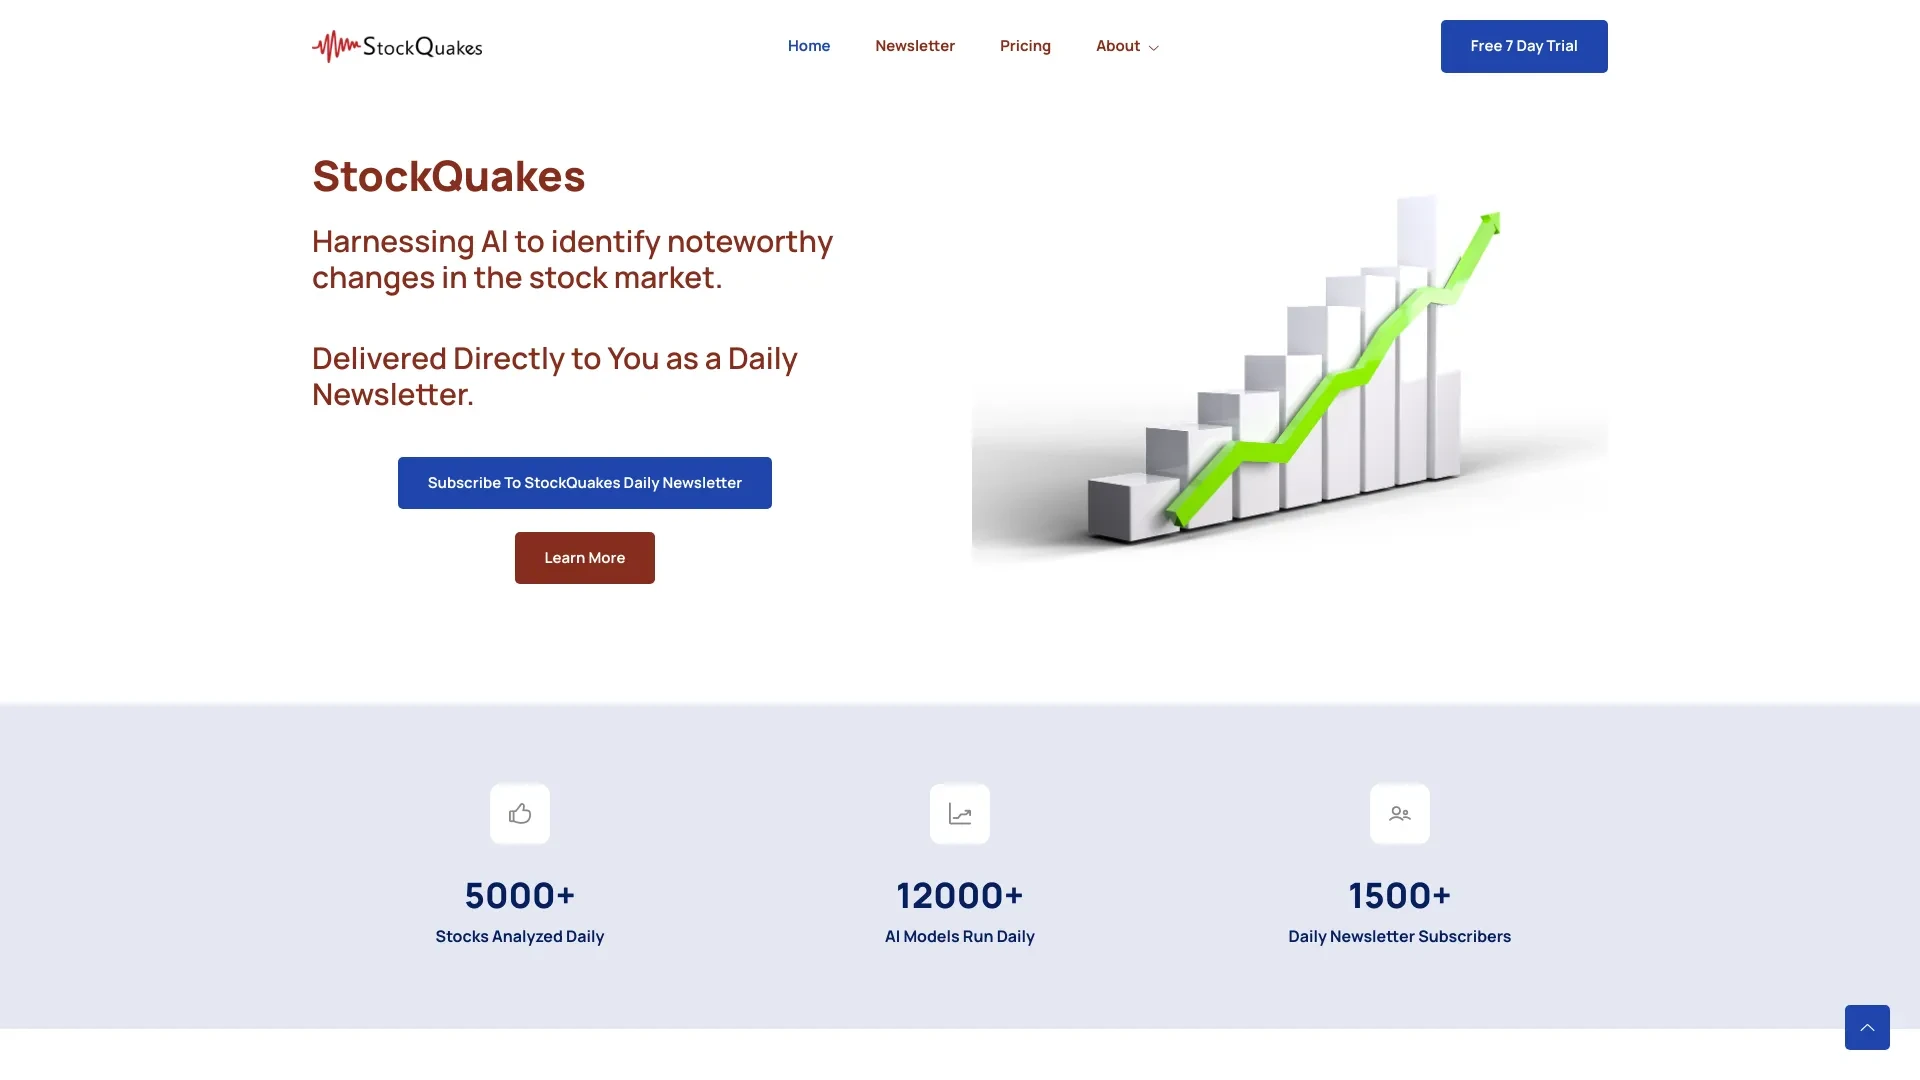 StockQuakes
Home
Newsletter
Pricing
About
Free 7 Day Trial
StockQuakes
Harnessing AI to identify noteworthy
changes in the stock market.
Delivered Directly to You as a Daily
Newsletter.
Subscribe To StockQuakes Daily Newsletter
Learn More
5000+
Stocks Analyzed Daily
12000+
AI Models Run Daily
1500+
Daily Newsletter Subscribers